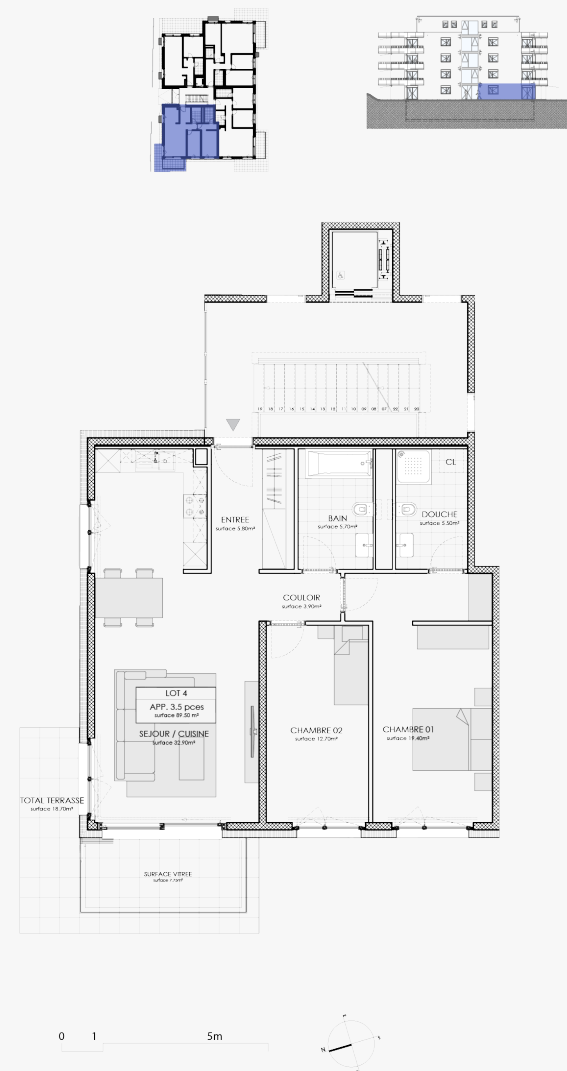 CL
ENTREE
surface 5.80m²
BAIN
surface 5.70m²
DOUCHE
surface 5.50m²
COULOIR
surface 3.90m²
LOT 4
APP. 3.5 pces
surface 89.50 m²
SEJOUR / CUISINE
surface 32.90m²
CHAMBRE 02
surface 12.70m²
CHAMBRE 01
surface 19.40m²
TOTAL TERRASSE
surface 18.70m²
SURFACE VITREE
0 1 5m
N